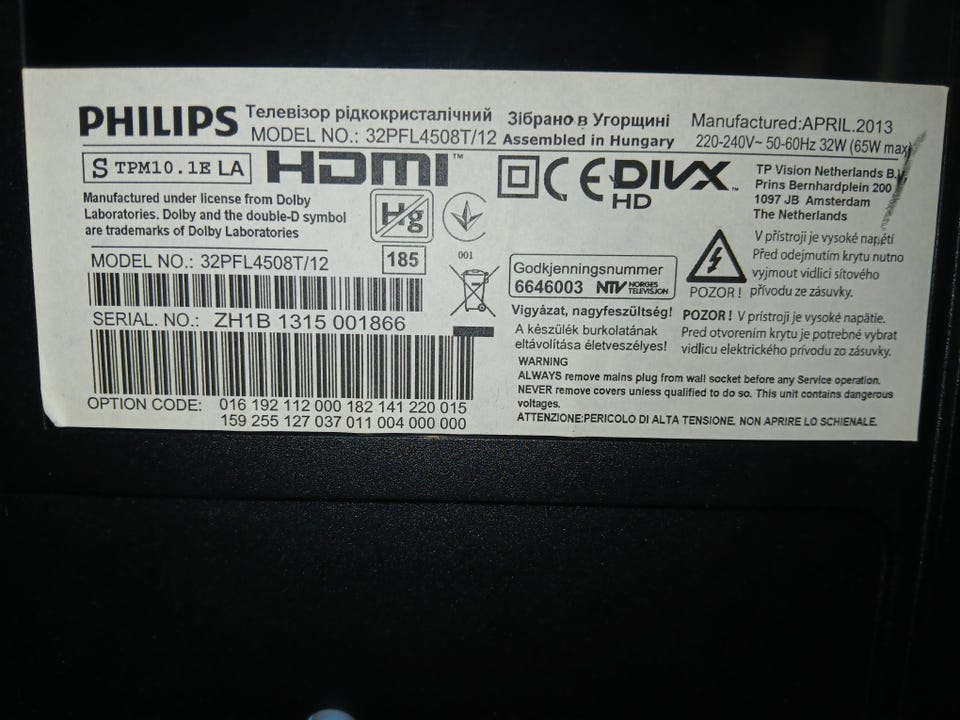 PHILIPS
Телевізор рідкокристалічний
MODEL NO.: 32PFL4508T/12
Зібрано в Угорщині
Assembled in Hungary
Manufactured:APRIL.2013
220-240V~ 50-60Hz 32W (65W max)
S TPM10.1E LA
HDMI™
CE
DIVX™
HD
TP Vision Netherlands B.V.
Prins Bernhardplein 200
1097 JB Amsterdam
The Netherlands
Manufactured under license from Dolby
Laboratories. Dolby and the double-D symbol
are trademarks of Dolby Laboratories
Hg
MODEL NO.: 32PFL4508T/12
185
001
SERIAL. NO.: ZH1B 1315 001866
OPTION CODE: 016 192 112 000 182 141 220 015
159 255 127 037 011 004 000 000
Godkjenningsnummer
6646003 NTV NORGES
TELEVISJON
POZOR !
V přístroji je vysoké napětí
Před odejmutím krytu nutno
vyjmout vidlici síťového
přívodu ze zásuvky.
Vigyázat, nagyfeszültség!
A készülék burkolatának
eltávolítása életveszélyes!
POZOR ! V prístroji je vysoké napätie.
Pred otvorením krytu je potrebné vybrat
vidlicu elektrického prívodu zo zásuvky.
WARNING
ALWAYS remove mains plug from wall socket before any Service operation.
NEVER remove covers unless qualified to do so. This unit contains dangerous
voltages.
ATTENZIONE:PERICOLO DI ALTA TENSIONE. NON APRIRE LO SCHIENALE.